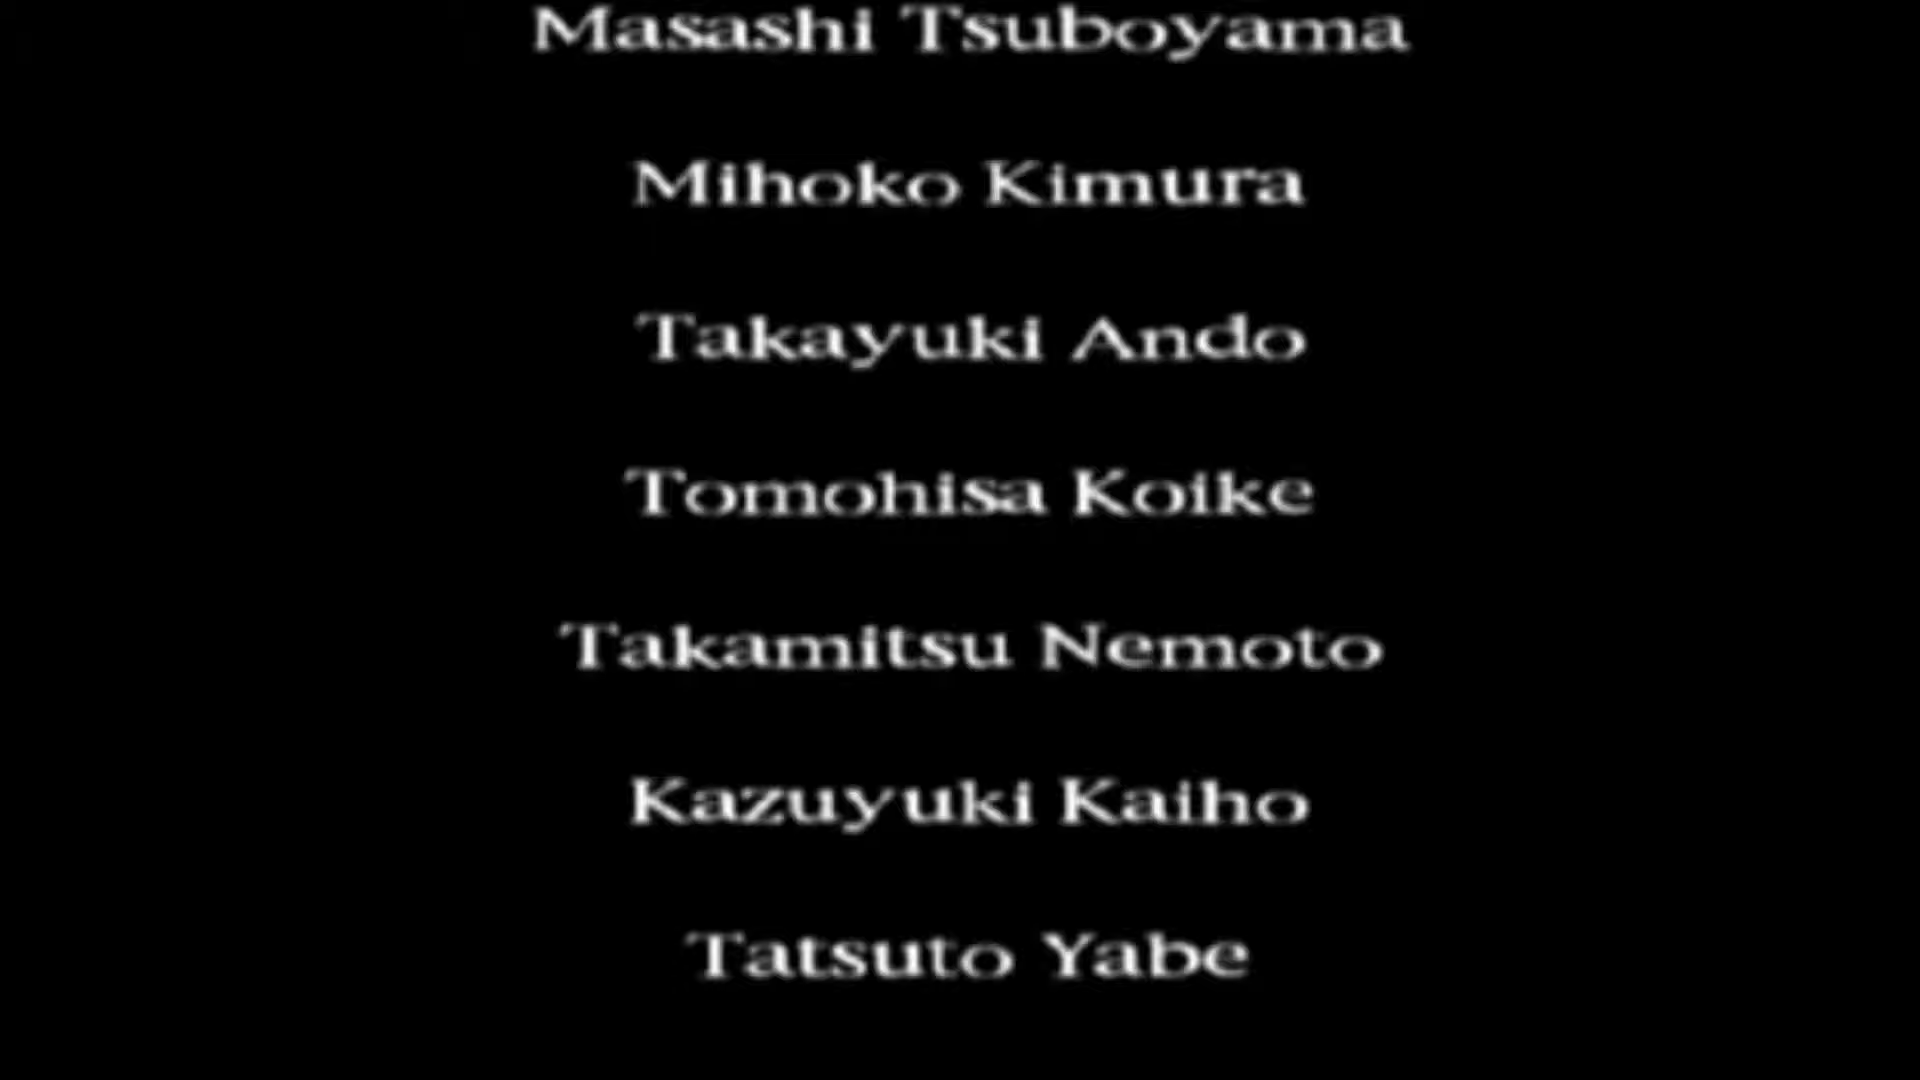 Masashi Tsuboyama
Mihoko Kimura
Takayuki Ando
Tomohisa Koike
Takamitsu Nemoto
Kazuyuki Kaiho
Tatsuto Yabe